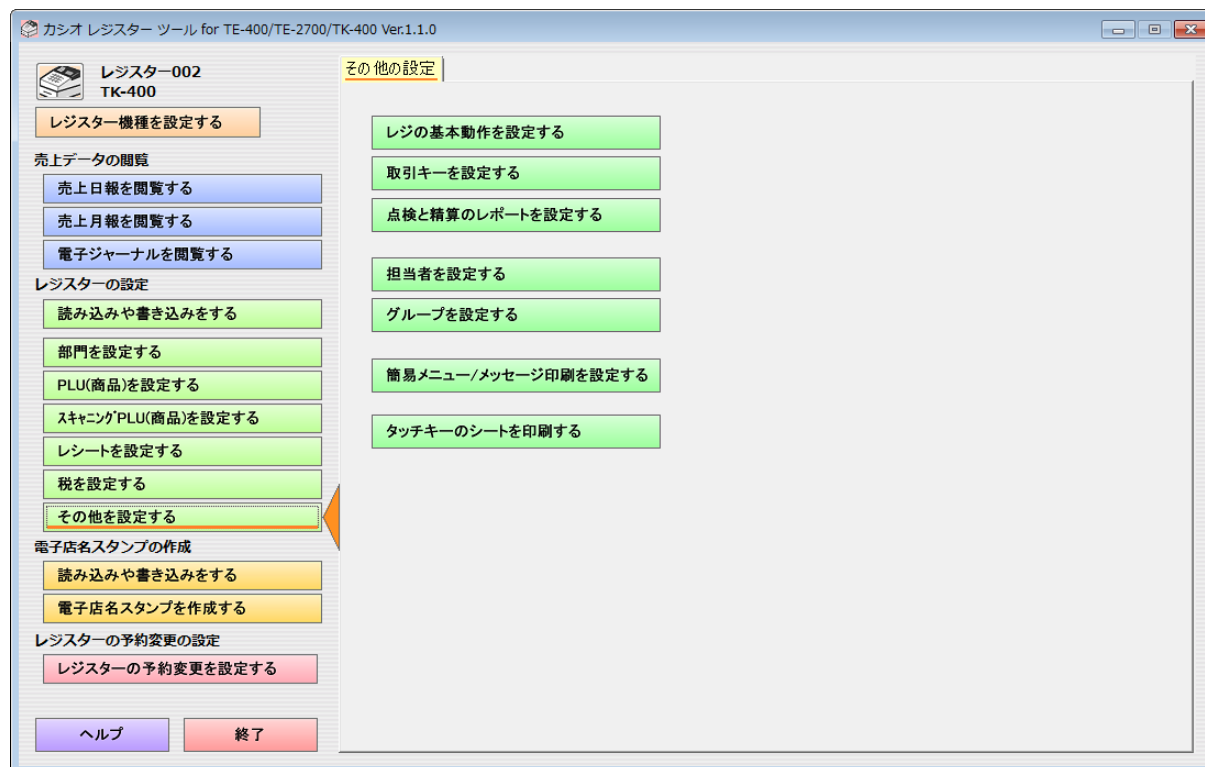 カシオ レジスター ツール for TE-400/TE-2700/TK-400 Ver.1.1.0
レジスター002
TK-400
レジスター機種を設定する
売上データの閲覧
売上日報を閲覧する
売上月報を閲覧する
電子ジャーナルを閲覧する
レジスターの設定
読み込みや書き込みをする
部門を設定する
PLU(商品)を設定する
ｽｷｬﾆﾝｸﾞPLU(商品)を設定する
レシートを設定する
税を設定する
その他を設定する
電子店名スタンプの作成
読み込みや書き込みをする
電子店名スタンプを作成する
レジスターの予約変更の設定
レジスターの予約変更を設定する
ヘルプ
終了
その他の設定
レジの基本動作を設定する
取引キーを設定する
点検と精算のレポートを設定する
担当者を設定する
グループを設定する
簡易メニュー/メッセージ印刷を設定する
タッチキーのシートを印刷する